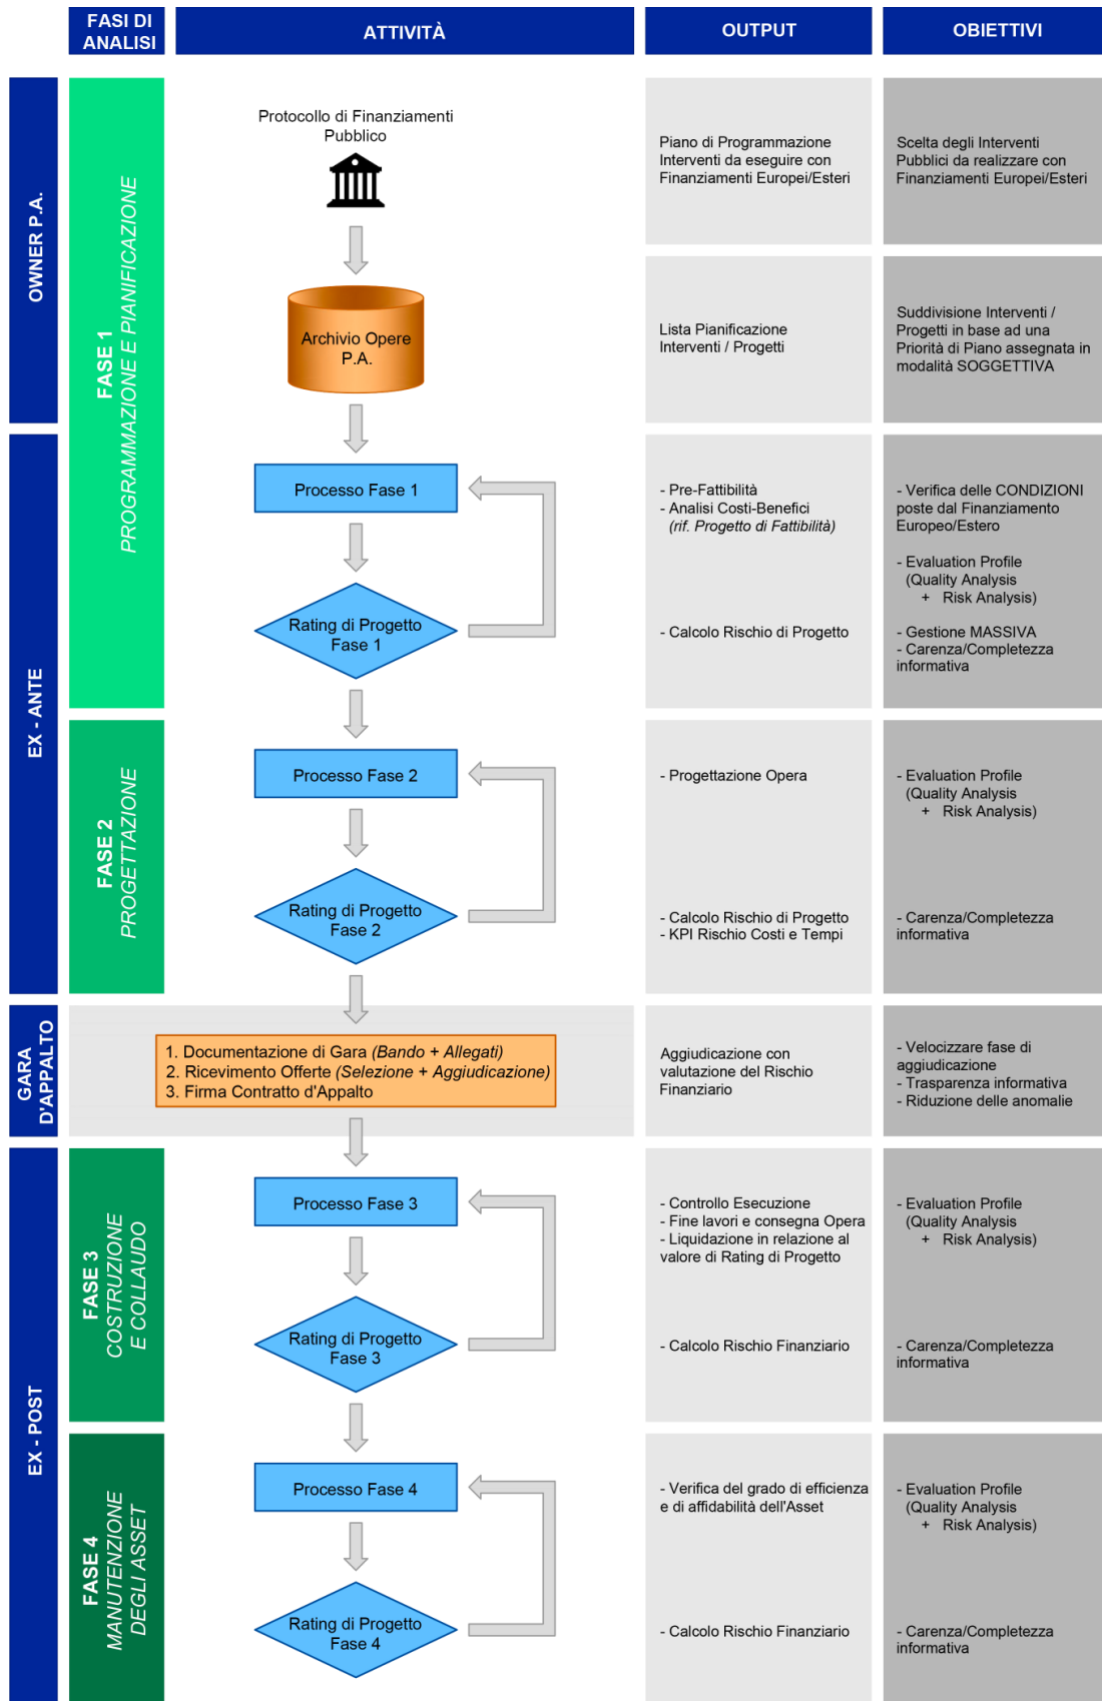 FASI DI
ANALISI
ATTIVITÀ
OUTPUT
OBIETTIVI
OWNER P.A.
FASE 1
PROGRAMMAZIONE E PIANIFICAZIONE
Protocollo di Finanziamenti
Pubblico
Piano di Programmazione
Interventi da eseguire con
Finanziamenti Europei/Esteri
Scelta degli Interventi
Pubblici da realizzare con
Finanziamenti Europei/Esteri
Archivio Opere
P.A.
Lista Pianificazione
Interventi / Progetti
Suddivisione Interventi /
Progetti in base ad una
Priorità di Piano assegnata in
modalità SOGGETTIVA
EX - ANTE
Processo Fase 1
- Pre-Fattibilità
- Analisi Costi-Benefici
(rif. Progetto di Fattibilità)
- Verifica delle CONDIZIONI
poste dal Finanziamento
Europeo/Estero
- Evaluation Profile
(Quality Analysis
+ Risk Analysis)
Rating di Progetto
Fase 1
- Calcolo Rischio di Progetto
- Gestione MASSIVA
- Carenza/Completezza
informativa
FASE 2
PROGETTAZIONE
Processo Fase 2
- Progettazione Opera
- Evaluation Profile
(Quality Analysis
+ Risk Analysis)
Rating di Progetto
Fase 2
- Calcolo Rischio di Progetto
- KPI Rischio Costi e Tempi
- Carenza/Completezza
informativa
GARA
D'APPALTO
1. Documentazione di Gara (Bando + Allegati)
2. Ricevimento Offerte (Selezione + Aggiudicazione)
3. Firma Contratto d'Appalto
Aggiudicazione con
valutazione del Rischio
Finanziario
- Velocizzare fase di
aggiudicazione
- Trasparenza informativa
- Riduzione delle anomalie
EX - POST
FASE 3
COSTRUZIONE
E COLLAUDO
Processo Fase 3
- Controllo Esecuzione
- Fine lavori e consegna Opera
- Liquidazione in relazione al
valore di Rating di Progetto
- Evaluation Profile
(Quality Analysis
+ Risk Analysis)
Rating di Progetto
Fase 3
- Calcolo Rischio Finanziario
- Carenza/Completezza
informativa
FASE 4
MANUTENZIONE
DEGLI ASSET
Processo Fase 4
- Verifica del grado di efficienza
e di affidabilità dell'Asset
- Evaluation Profile
(Quality Analysis
+ Risk Analysis)
Rating di Progetto
Fase 4
- Calcolo Rischio Finanziario
- Carenza/Completezza
informativa